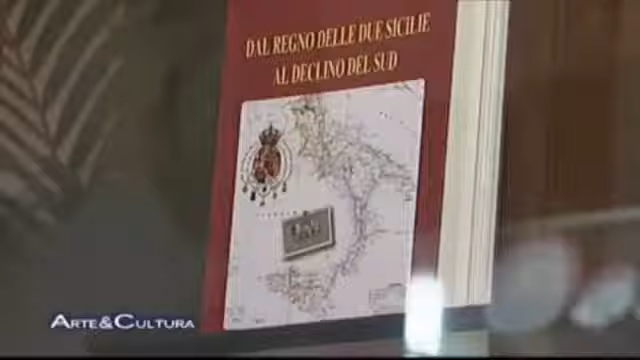 DAL REGNO DELLE DUE SICILIE
AL DECLINO DEL SUD
ARTE&CULTURA